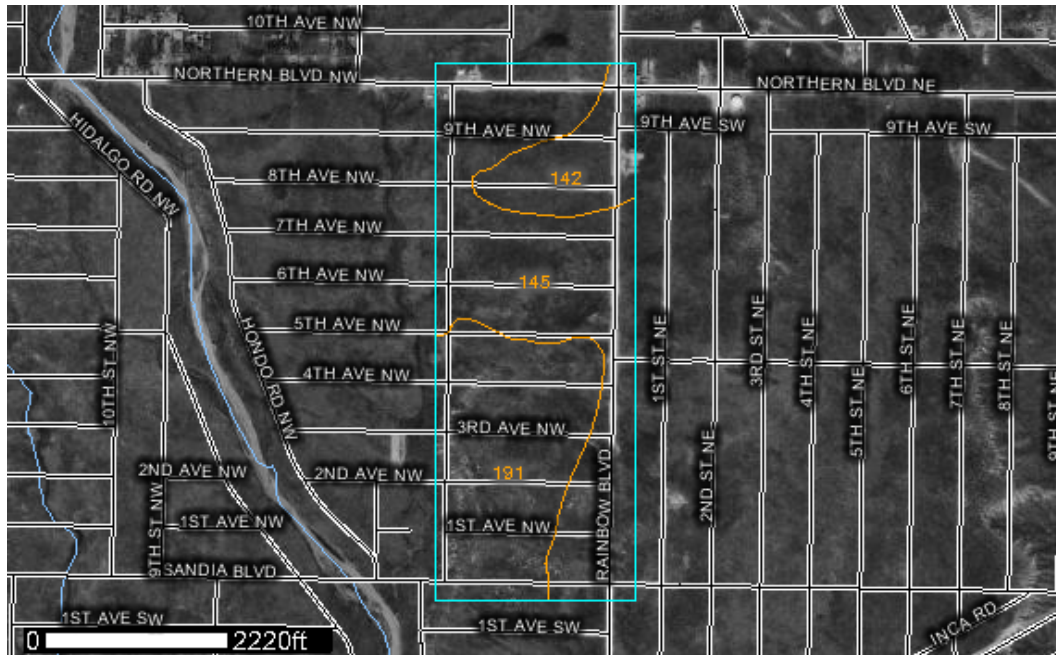 10TH AVE NW
NORTHERN BLVD NW
NORTHERN BLVD NE
HIDALGO RD NW
9TH AVE NW
9TH AVE SW
9TH AVE SW
8TH AVE NW
142
7TH AVE NW
6TH AVE NW
145
5TH AVE NW
HONDO RD NW
4TH AVE NW
10TH ST NW
1ST ST NE
2ND ST NE
3RD ST NE
4TH ST NE
5TH ST NE
6TH ST NE
7TH ST NE
8TH ST NE
9TH ST NE
3RD AVE NW
2ND AVE NW
2ND AVE NW
191
RAINBOW BLVD
9TH ST NW
1ST AVE NW
1ST AVE NW
SANDIA BLVD
1ST AVE SW
1ST AVE SW
INCA RD
0 2220ft